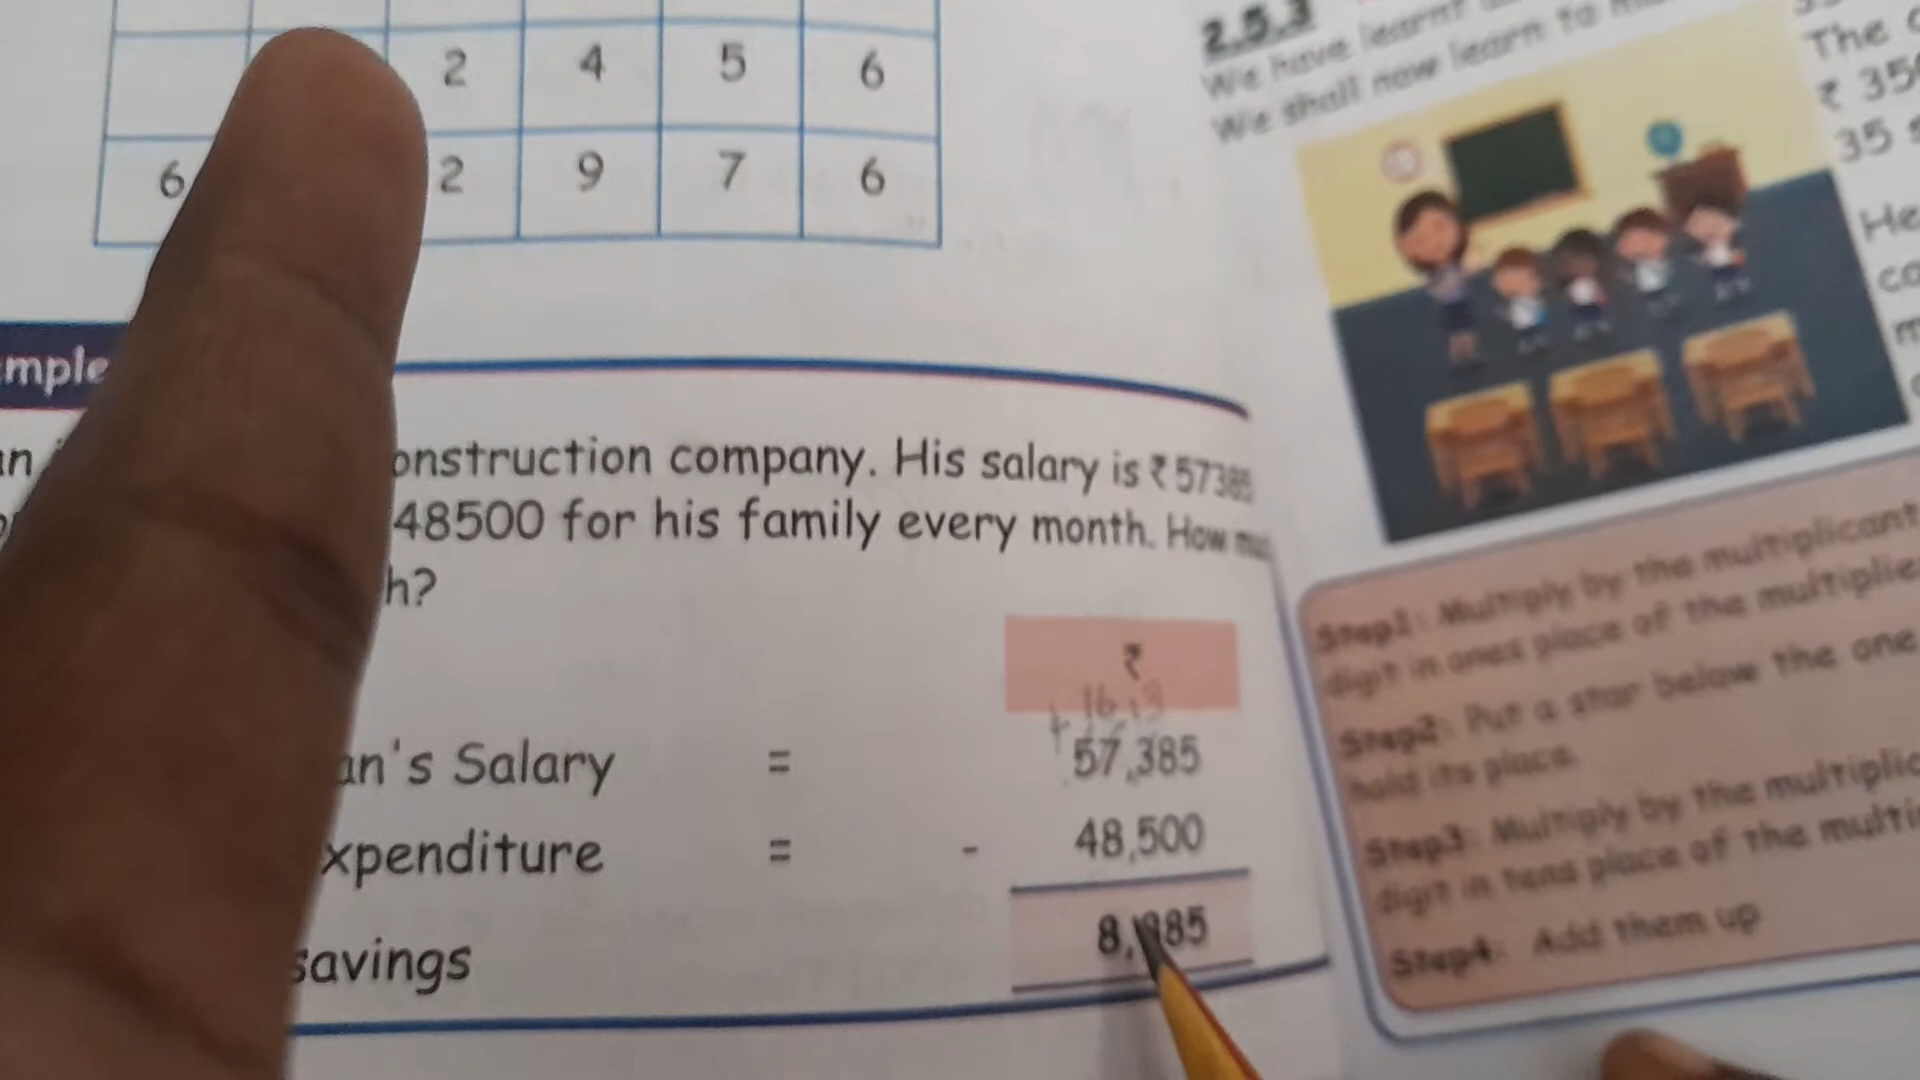 2 4 5 6
6 2 9 7 6
mple
onstruction company. His salary is ₹ 57385
48500 for his family every month. How
h?
₹
16 13
an's Salary = 57,385
xpenditure = - 48,500
savings 8,885
2.5.3
We have learnt
We shall now learn to
The
₹ 35
35
He
Step1: Multiply by the multiplicant
digit in ones place of the multiplie
Step2: Put a star below the one
hold its place.
Step3: Multiply by the multiplic
digit in tens place of the multi
Step4: Add them up